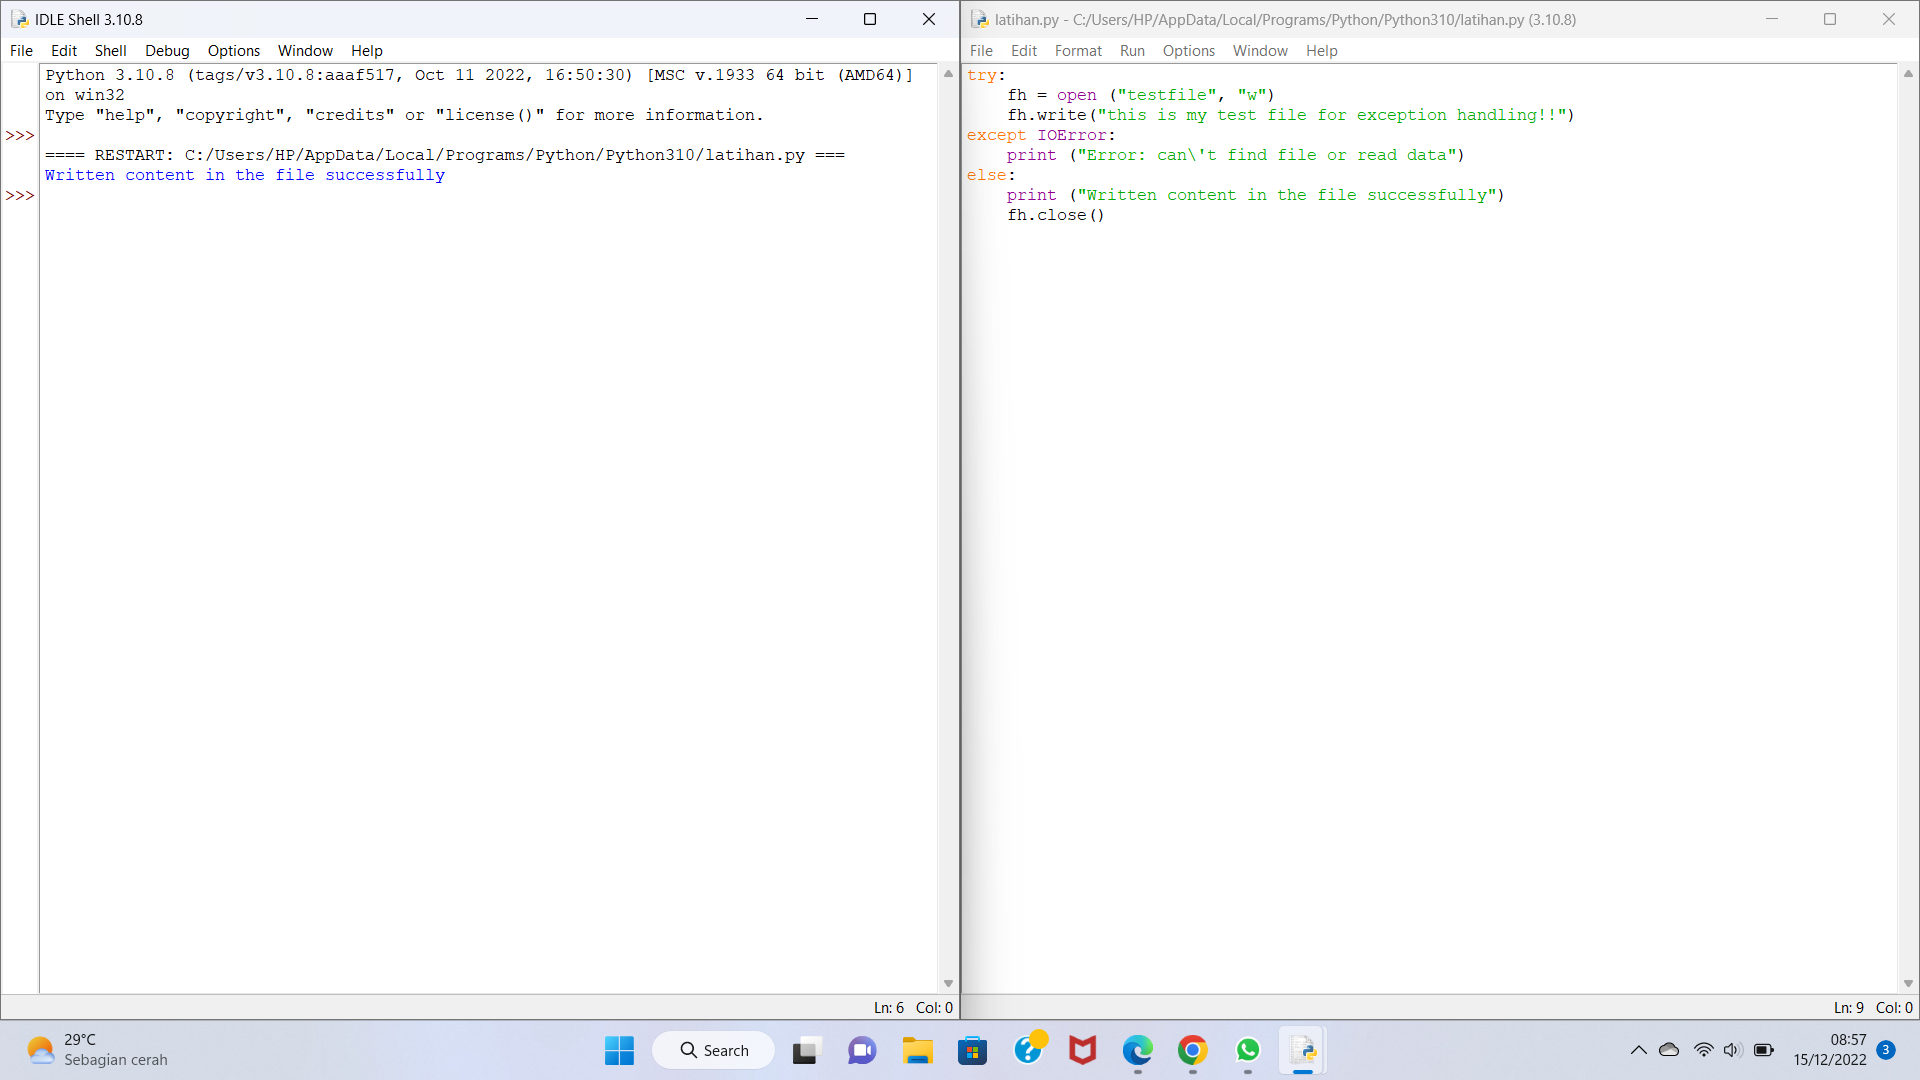 IDLE Shell 3.10.8
File Edit Shell Debug Options Window Help
Python 3.10.8 (tags/v3.10.8:aaaf517, Oct 11 2022, 16:50:30) [MSC v.1933 64 bit (AMD64)]
on win32
Type "help", "copyright", "credits" or "license()" for more information.
>>>
==== RESTART: C:/Users/HP/AppData/Local/Programs/Python/Python310/latihan.py ===
Written content in the file successfully
>>>
Ln: 6 Col: 0
latihan.py - C:/Users/HP/AppData/Local/Programs/Python/Python310/latihan.py (3.10.8)
File Edit Format Run Options Window Help
try:
    fh = open ("testfile", "w")
    fh.write("this is my test file for exception handling!!")
except IOError:
    print ("Error: can\'t find file or read data")
else:
    print ("Written content in the file successfully")
    fh.close()
Ln: 9 Col: 0
29°C
Sebagian cerah
Search
08:57
15/12/2022
3